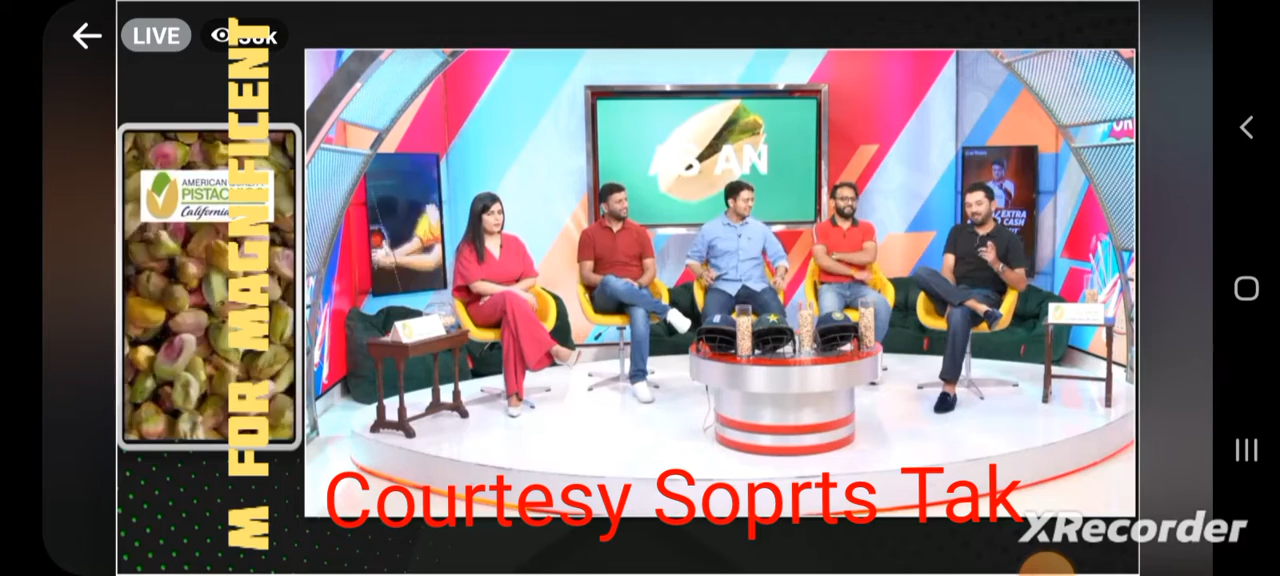 LIVE
M FOR MAGNIFICENT
AMERICAN
PISTAC
California
AS AN
EXTRA
CASH
Courtesy Soprts Tak
XRecorder